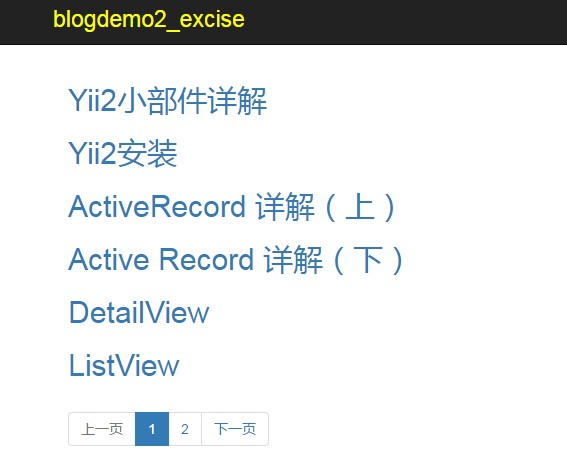 blogdemo2_excise
Yii2小部件详解
Yii2安装
ActiveRecord 详解（上）
Active Record 详解（下）
DetailView
ListView
上一页 1 2 下一页